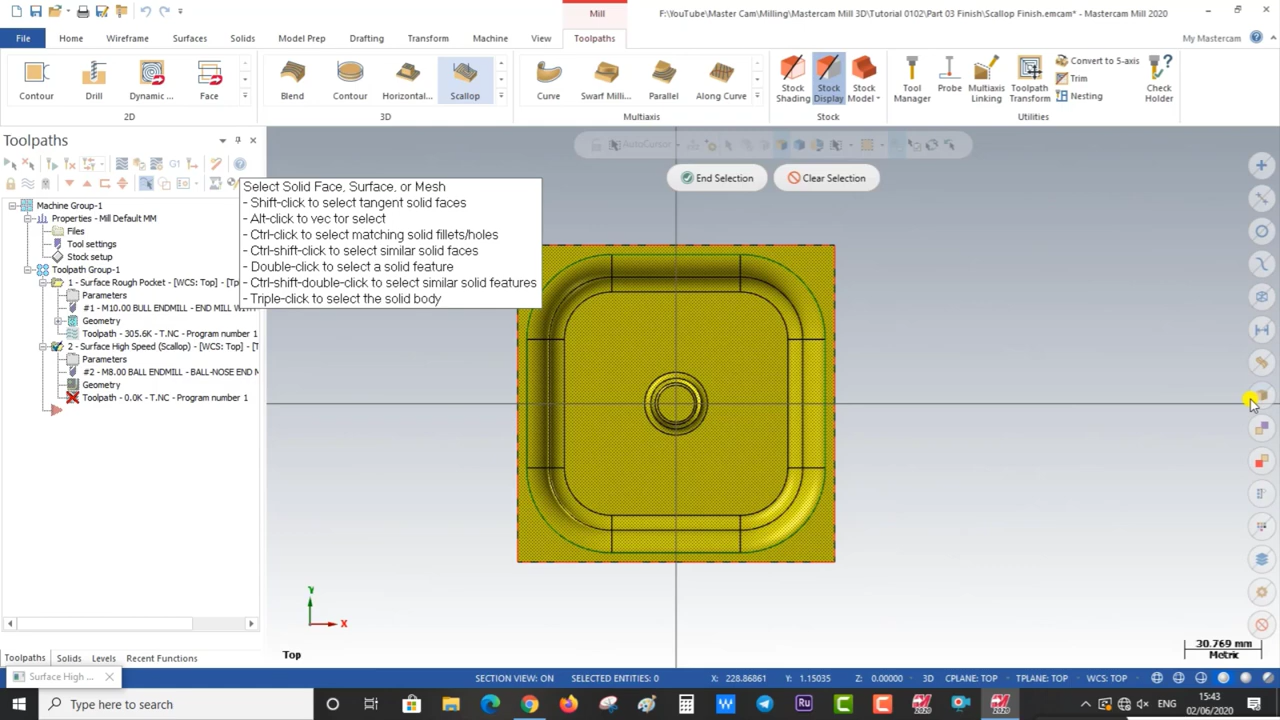 Mill
F:\YouTube\Master Cam\Milling\Mastercam Mill 3D\Tutorial 0102\Part 03 Finish\Scallop Finish.emcam* - Mastercam Mill 2020
File
Home
Wireframe
Surfaces
Solids
Model Prep
Drafting
Transform
Machine
View
Toolpaths
My Mastercam
Contour
Drill
Dynamic ...
Face
Blend
Contour
Horizontal...
Scallop
Curve
Swarf Milli...
Parallel
Along Curve
Stock Shading
Stock Display
Stock Model
Tool Manager
Probe
Multiaxis Linking
Toolpath Transform
Convert to 5-axis
Trim
Nesting
Check Holder
2D
3D
Multiaxis
Stock
Utilities
Toolpaths
AutoCursor
End Selection
Clear Selection
G1
Select Solid Face, Surface, or Mesh
- Shift-click to select tangent solid faces
- Alt-click to vec tor select
- Ctrl-click to select matching solid fillets/holes
- Ctrl-shift-click to select similar solid faces
- Double-click to select a solid feature
- Ctrl-shift-double-click to select similar solid features
- Triple-click to select the solid body
Machine Group-1
Properties - Mill Default MM
Files
Tool settings
Stock setup
Toolpath Group-1
1 - Surface Rough Pocket - [WCS: Top] - [Tp
Parameters
#1 - M10.00 BULL ENDMILL - END MILL WIT
Geometry
Toolpath - 305.6K - T.NC - Program number 1
2 - Surface High Speed (Scallop) - [WCS: Top] -
Parameters
#2 - M8.00 BALL ENDMILL - BALL-NOSE END M
Geometry
Toolpath - 0.0K - T.NC - Program number 1
Y
X
Top
30.769 mm
Metric
Toolpaths
Solids
Levels
Recent Functions
Surface High ...
SECTION VIEW: ON
SELECTED ENTITIES: 0
X: 228.86861
Y: 1.15035
Z: 0.00000
3D
CPLANE: TOP
TPLANE: TOP
WCS: TOP
Type here to search
Ru
2020
2020
ENG
15:43
02/06/2020